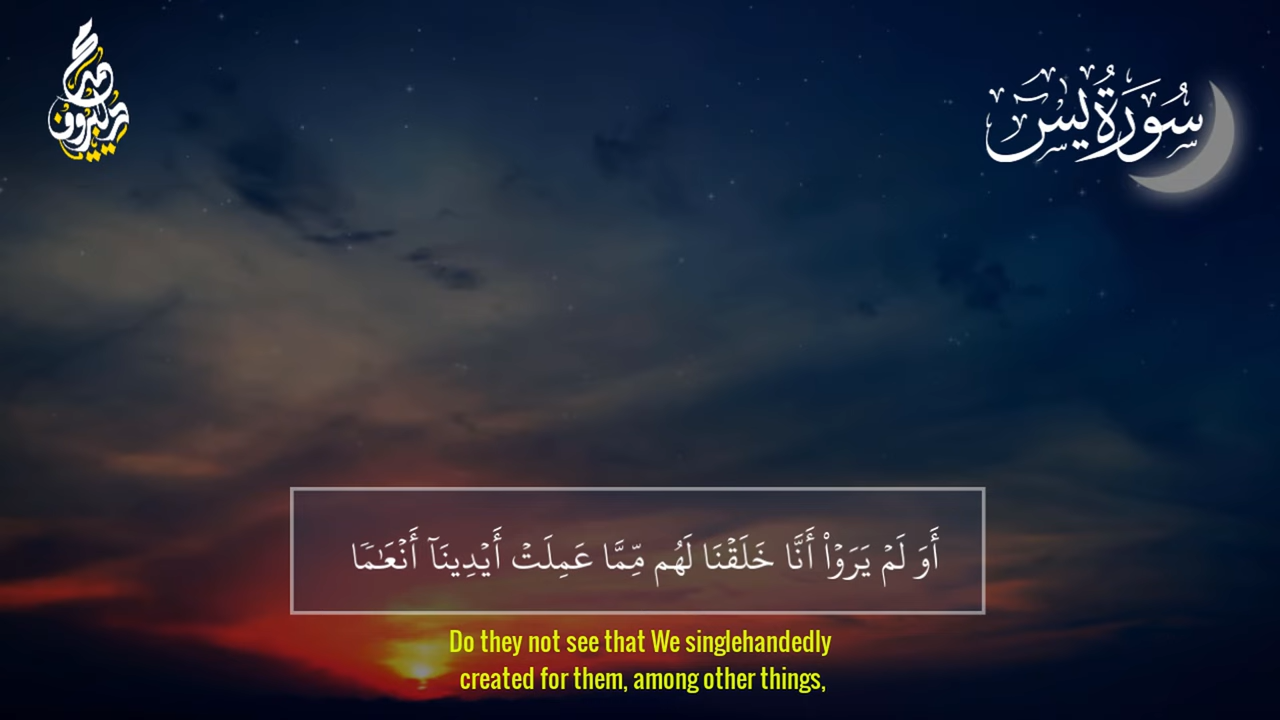 سُورَةُ يسٓ
أَوَ لَمْ يَرَوْا۟ أَنَّا خَلَقْنَا لَهُم مِّمَّا عَمِلَتْ أَيْدِينَآ أَنْعَـٰمًا
Do they not see that We singlehandedly
created for them, among other things,